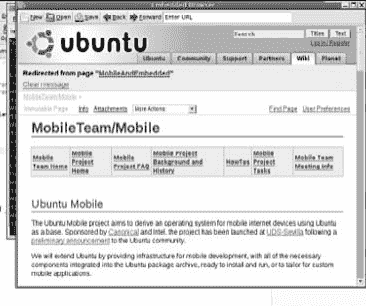 Embedded Browser
New Open Save Back Forward Enter URL
ubuntu
Search Titles Text
Login/Register
Ubuntu Community Support Partners Wiki Planet
Redirected from page "MobileAndEmbedded"
Clear message
MobileTeam/Mobile
Immutable Page Info Attachments More Actions: Find Page User Preferences
MobileTeam/Mobile
Mobile Team Home
Mobile Project Home
Mobile Project FAQ
Mobile Project Background and History
HowTos
Mobile Project Tasks
Mobile Team Meeting Info
Ubuntu Mobile
The Ubuntu Mobile project aims to derive an operating system for mobile internet devices using Ubuntu
as a base. Sponsored by Canonical and Intel, the project has been launched at UDS-Sevilla following a
preliminary announcement to the Ubuntu community.
We will extend Ubuntu by providing infrastructure for mobile development, with all of the necessary
components integrated into the Ubuntu package archive, ready to install and run, or to tailor for custom
mobile applications.